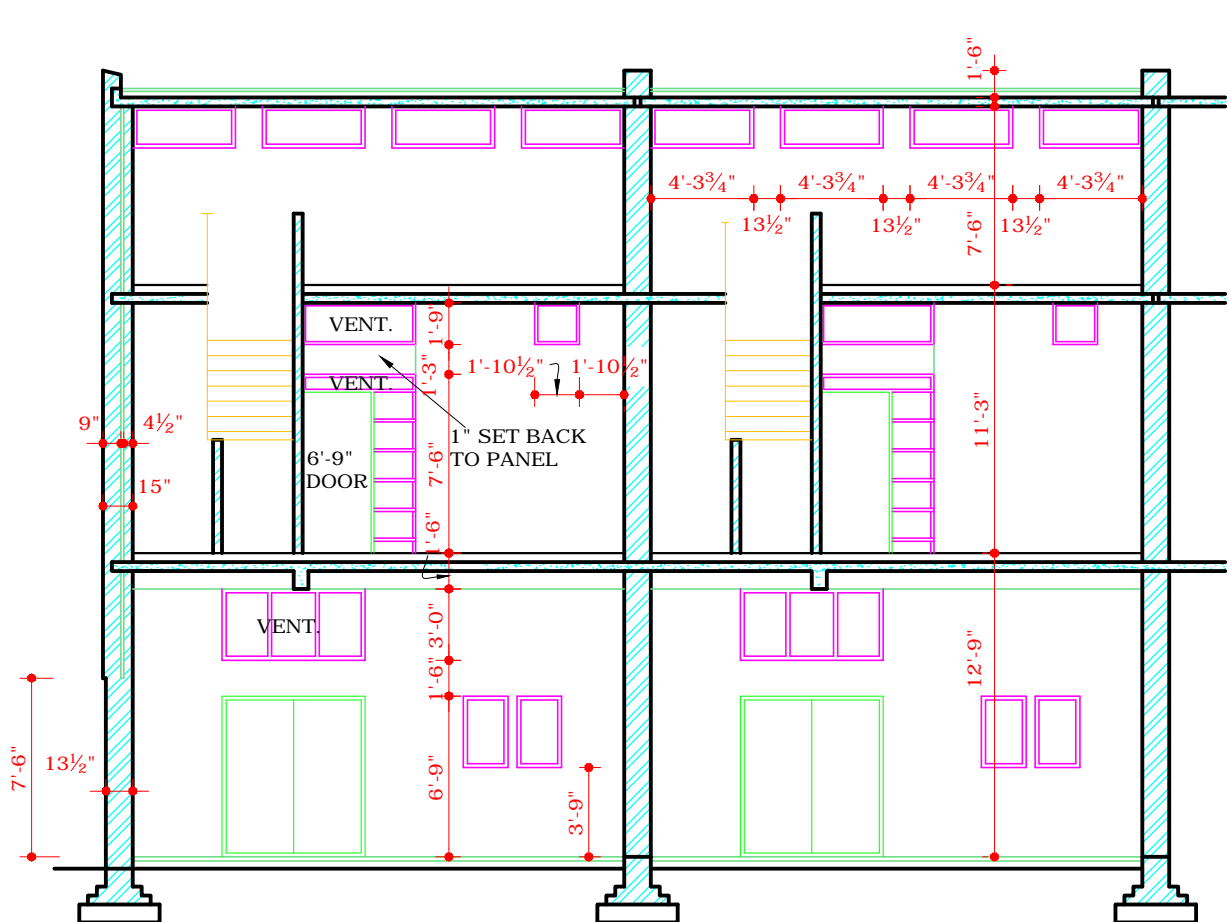 1'-6"
4'-3¾" 4'-3¾" 4'-3¾" 4'-3¾"
13½" 13½" 13½"
7'-6"
VENT.
1'-9"
1'-10½" 1'-10½"
1'-3"
VENT.
9" 4½"
1" SET BACK
TO PANEL
11'-3"
6'-9"
DOOR
7'-6"
15"
1'-6"
VENT.
3'-0"
12'-9"
1'-6"
7'-6"
13½"
6'-9"
3'-9"